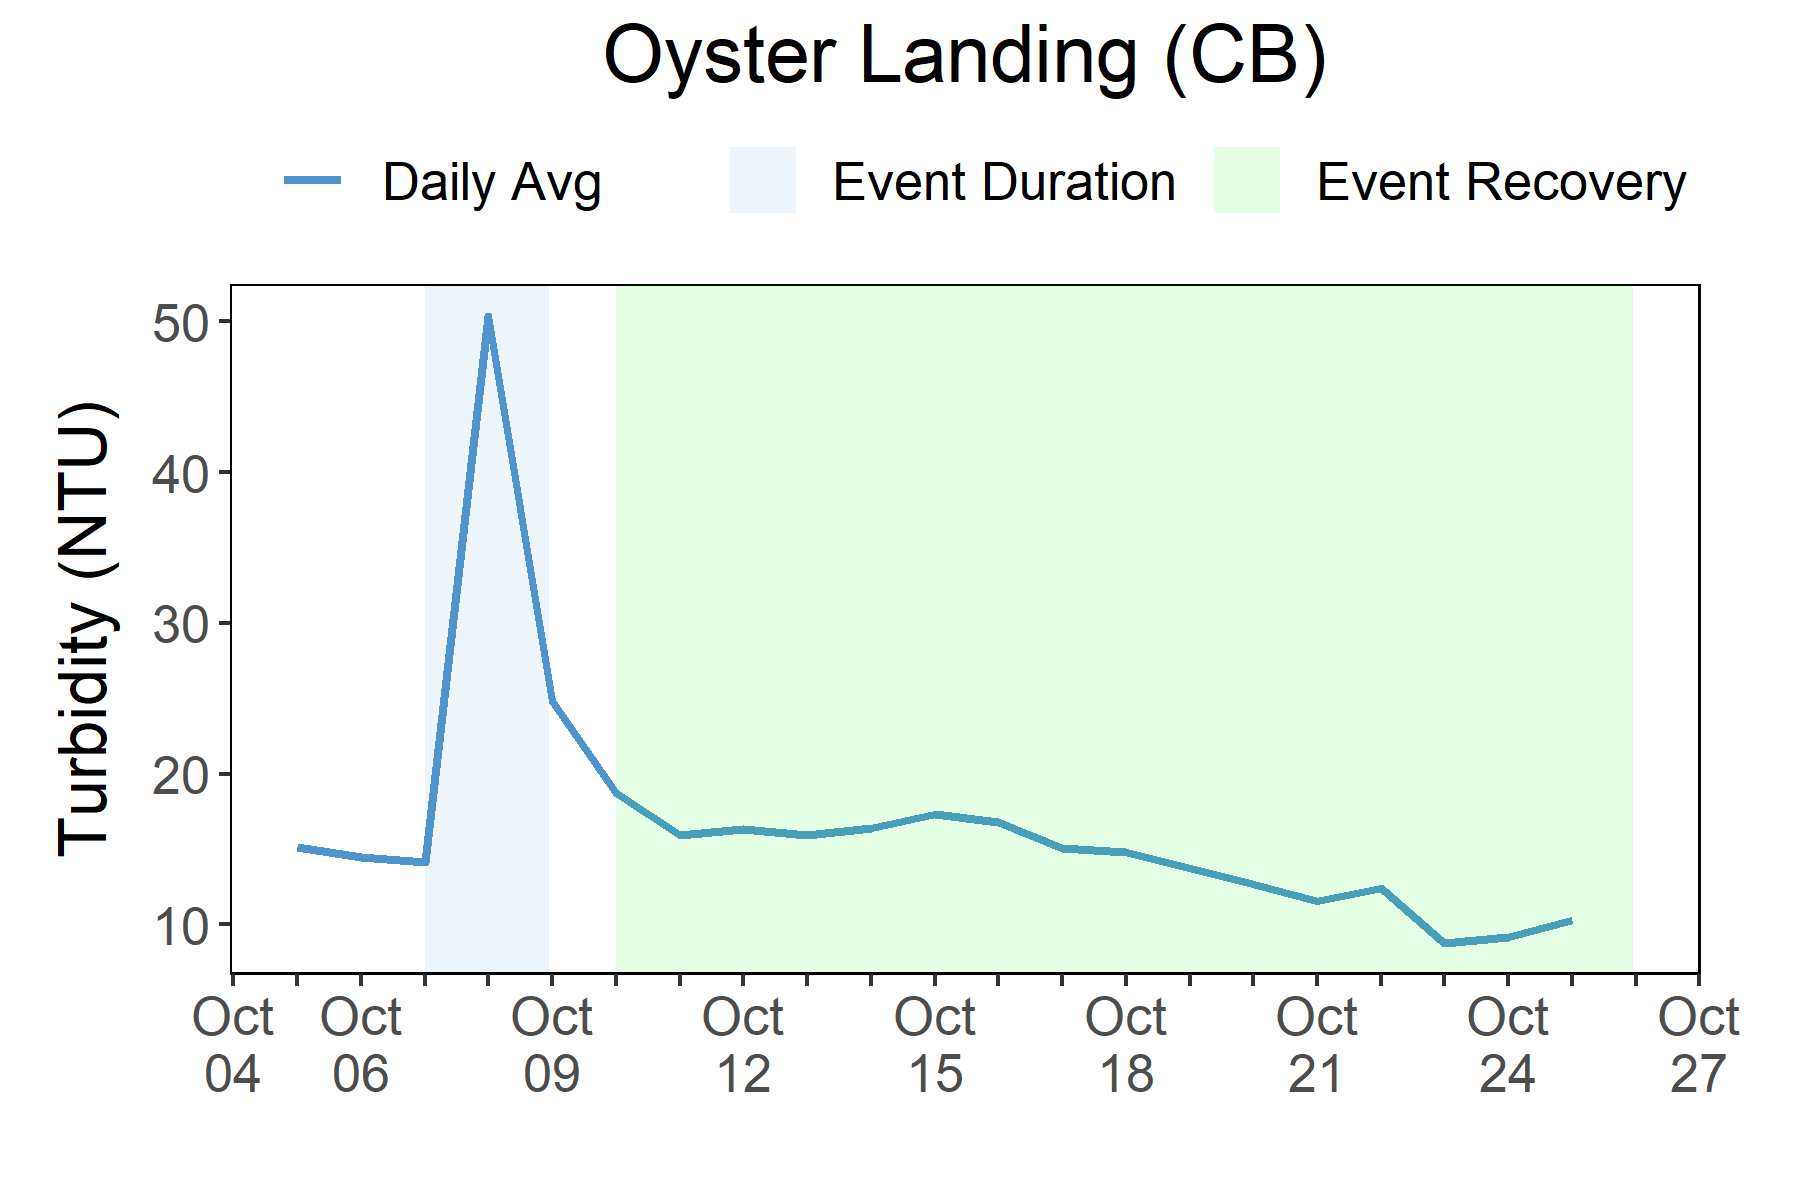 Oyster Landing (CB)
Daily Avg Event Duration Event Recovery
Turbidity (NTU)
50
40
30
20
10
Oct Oct Oct Oct Oct Oct Oct Oct Oct
04 06 09 12 15 18 21 24 27